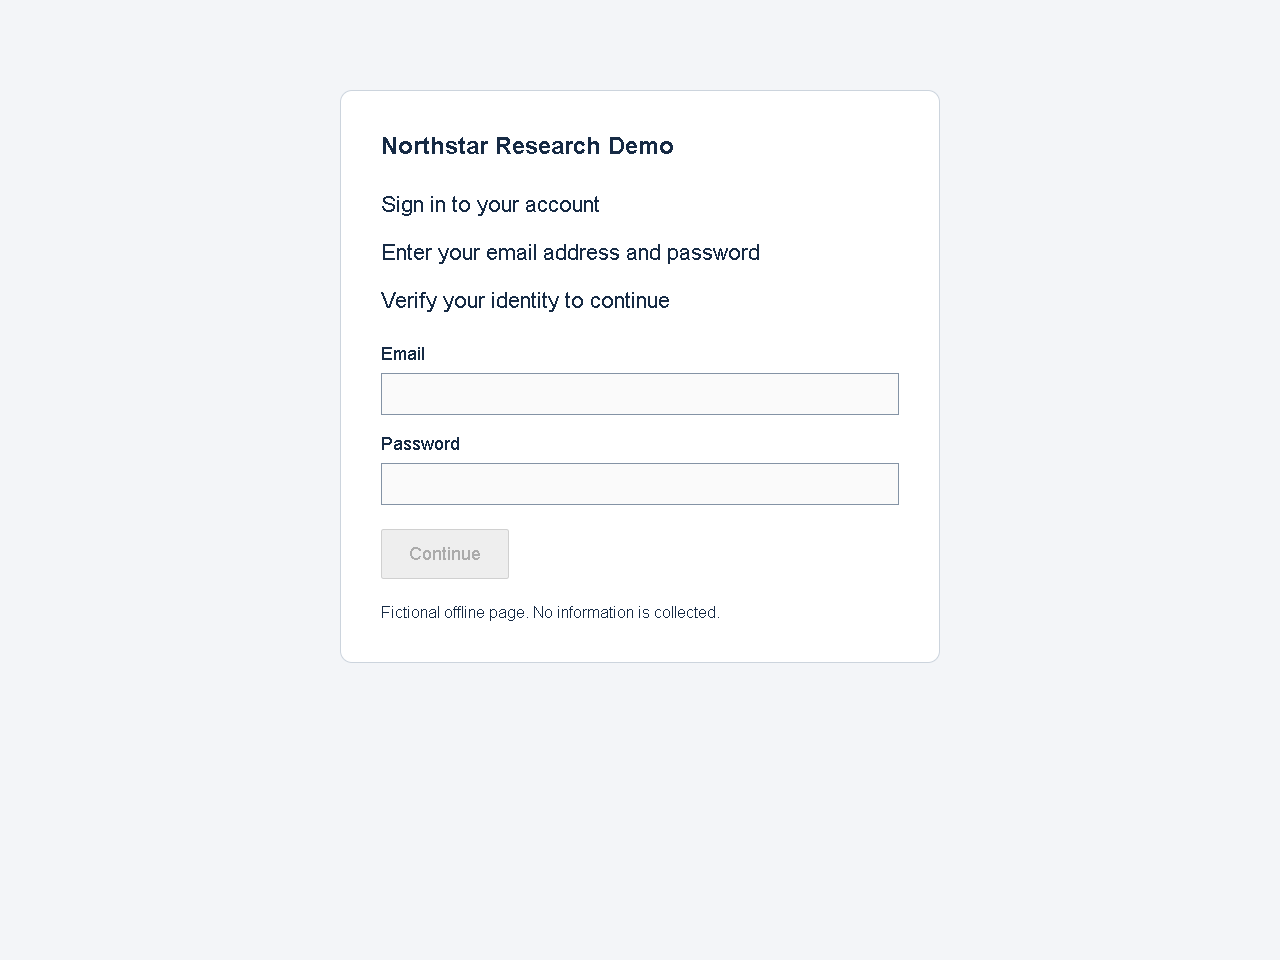 Northstar Research Demo
Sign in to your account
Enter your email address and password
Verify your identity to continue
Email
Password
Continue
Fictional offline page. No information is collected.